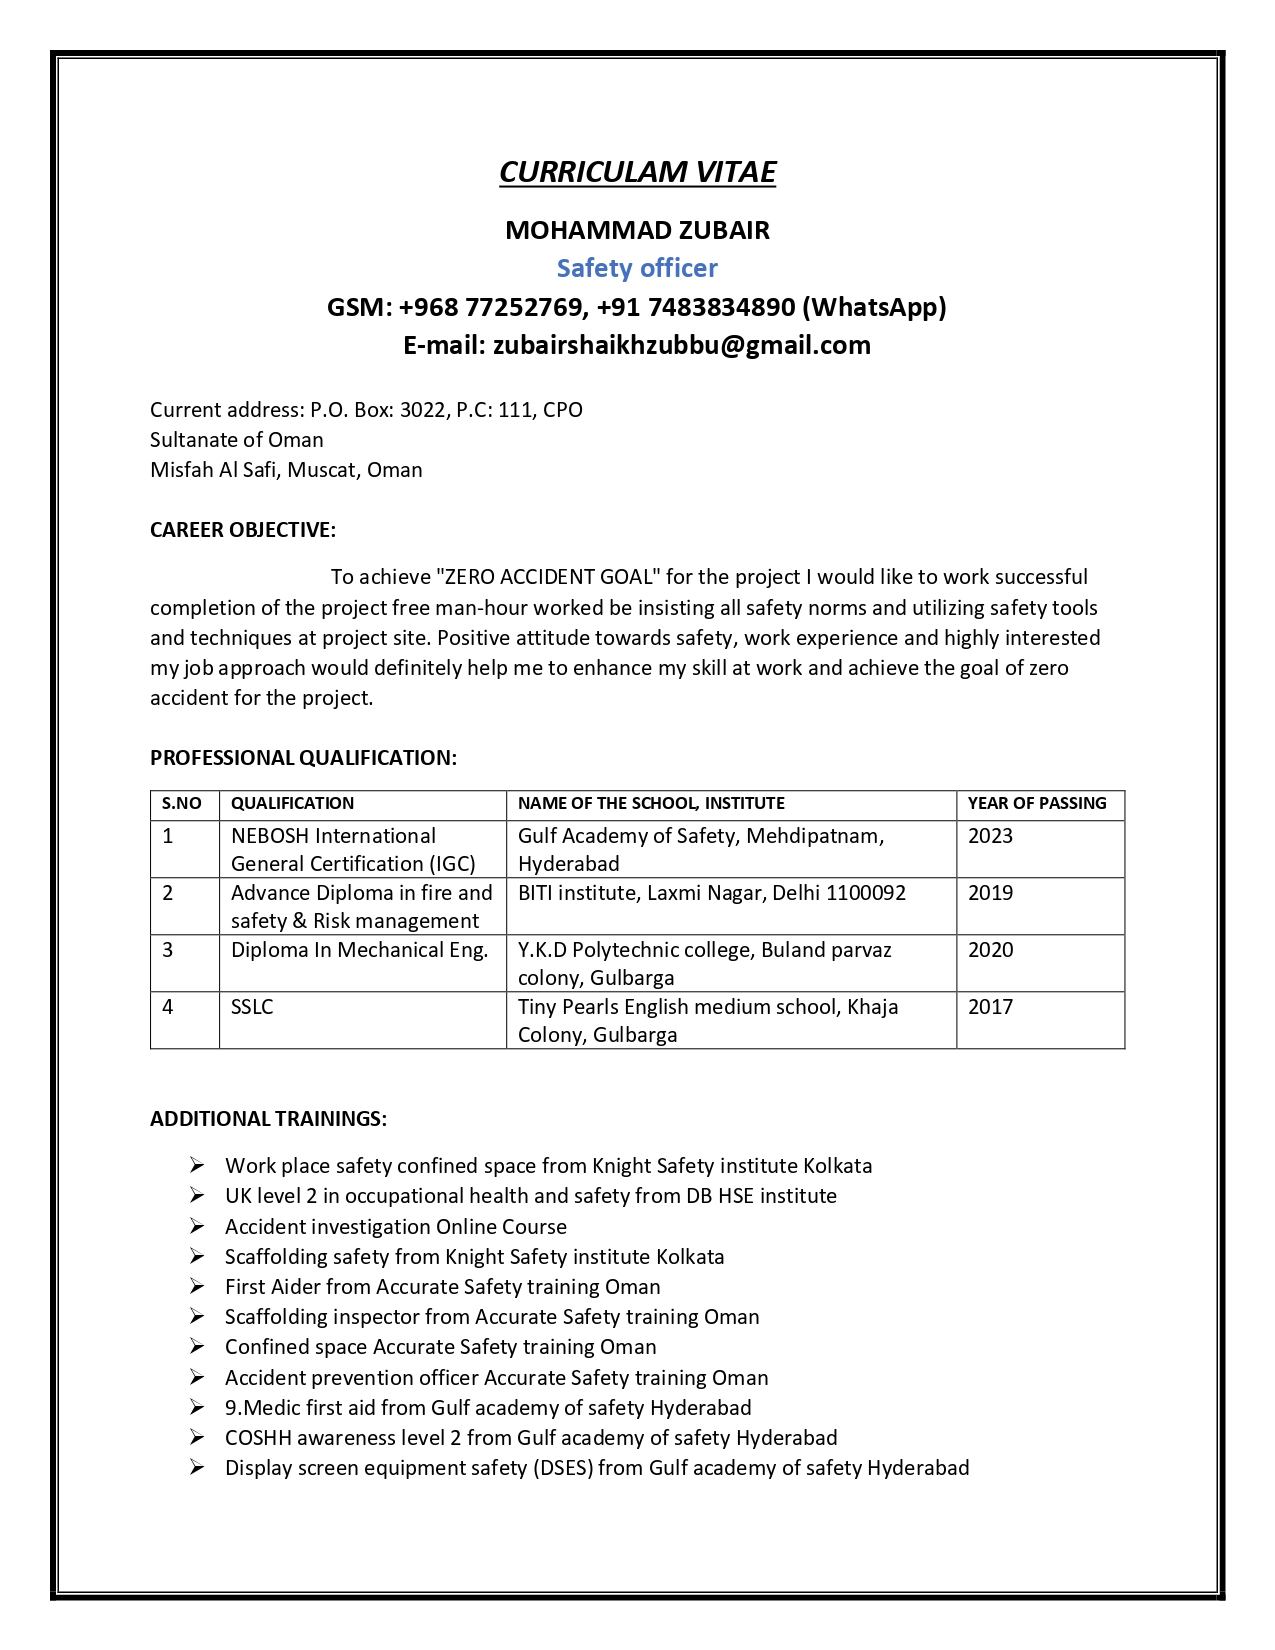 CURRICULAM VITAE
MOHAMMAD ZUBAIR
Safety officer
GSM: +968 77252769, +91 7483834890 (WhatsApp)
E-mail: zubairshaikhzubbu@gmail.com
Current address: P.O. Box: 3022, P.C: 111, CPO
Sultanate of Oman
Misfah Al Safi, Muscat, Oman
CAREER OBJECTIVE:
To achieve "ZERO ACCIDENT GOAL" for the project I would like to work successful
completion of the project free man-hour worked be insisting all safety norms and utilizing safety tools
and techniques at project site. Positive attitude towards safety, work experience and highly interested
my job approach would definitely help me to enhance my skill at work and achieve the goal of zero
accident for the project.
PROFESSIONAL QUALIFICATION:
S.NO QUALIFICATION NAME OF THE SCHOOL, INSTITUTE YEAR OF PASSING
1 NEBOSH International Gulf Academy of Safety, Mehdipatnam, 2023
General Certification (IGC) Hyderabad
2 Advance Diploma in fire and BITI institute, Laxmi Nagar, Delhi 1100092 2019
safety & Risk management
3 Diploma In Mechanical Eng. Y.K.D Polytechnic college, Buland parvaz 2020
colony, Gulbarga
4 SSLC Tiny Pearls English medium school, Khaja 2017
Colony, Gulbarga
ADDITIONAL TRAININGS:
➢ Work place safety confined space from Knight Safety institute Kolkata
➢ UK level 2 in occupational health and safety from DB HSE institute
➢ Accident investigation Online Course
➢ Scaffolding safety from Knight Safety institute Kolkata
➢ First Aider from Accurate Safety training Oman
➢ Scaffolding inspector from Accurate Safety training Oman
➢ Confined space Accurate Safety training Oman
➢ Accident prevention officer Accurate Safety training Oman
➢ 9.Medic first aid from Gulf academy of safety Hyderabad
➢ COSHH awareness level 2 from Gulf academy of safety Hyderabad
➢ Display screen equipment safety (DSES) from Gulf academy of safety Hyderabad